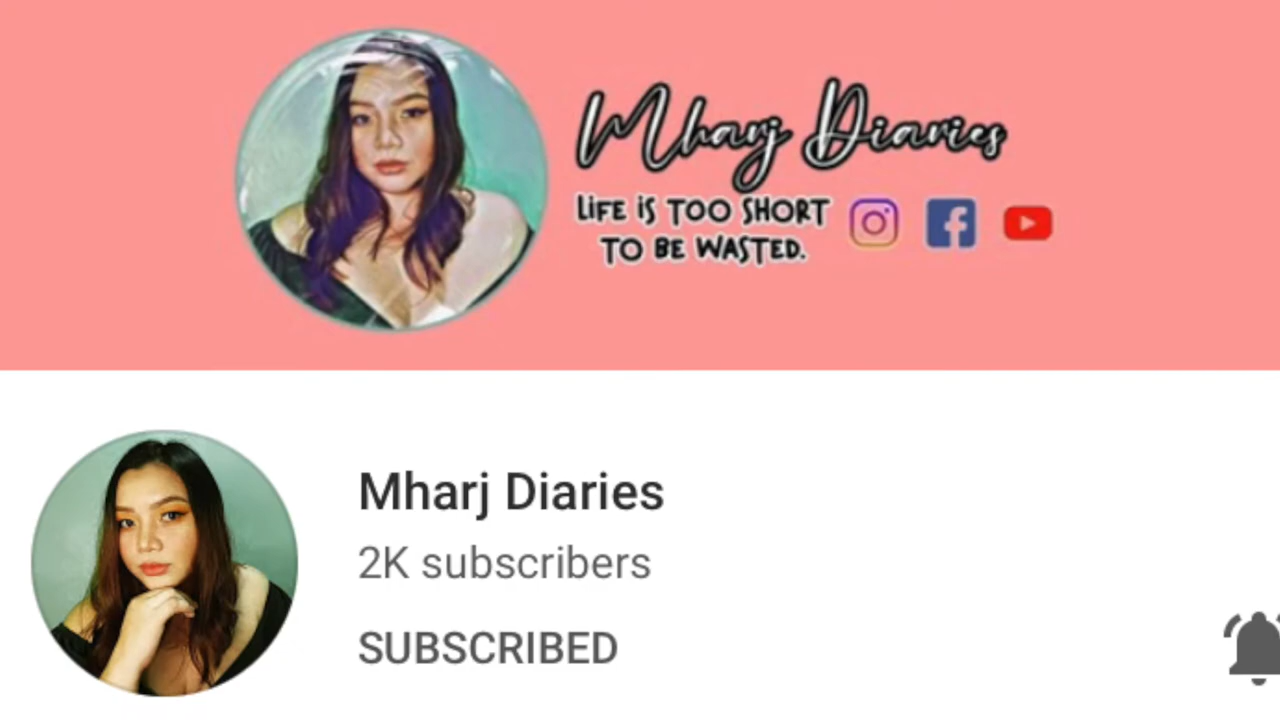 Mharj Diaries
LiFE iS TOO SHORT
TO BE WASTED.
Mharj Diaries
2K subscribers
SUBSCRIBED